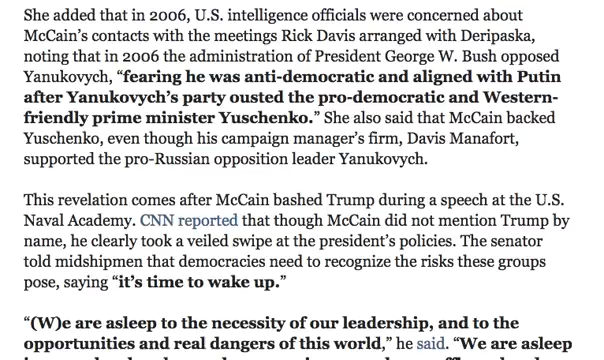 She added that in 2006, U.S. intelligence officials were concerned about
McCain's contacts with the meetings Rick Davis arranged with Deripaska,
noting that in 2006 the administration of President George W. Bush opposed
Yanukovych, “fearing he was anti-democratic and aligned with Putin
after Yanukovych’s party ousted the pro-democratic and Western-
friendly prime minister Yuschenko.” She also said that McCain backed
Yuschenko, even though his campaign manager’s firm, Davis Manafort,
supported the pro-Russian opposition leader Yanukovych.
This revelation comes after McCain bashed Trump during a speech at the U.S.
Naval Academy. CNN reported that though McCain did not mention Trump by
name, he clearly took a veiled swipe at the president’s policies. The senator
told midshipmen that democracies need to recognize the risks these groups
pose, saying “it’s time to wake up.”
“(W)e are asleep to the necessity of our leadership, and to the
opportunities and real dangers of this world,” he said. “We are asleep